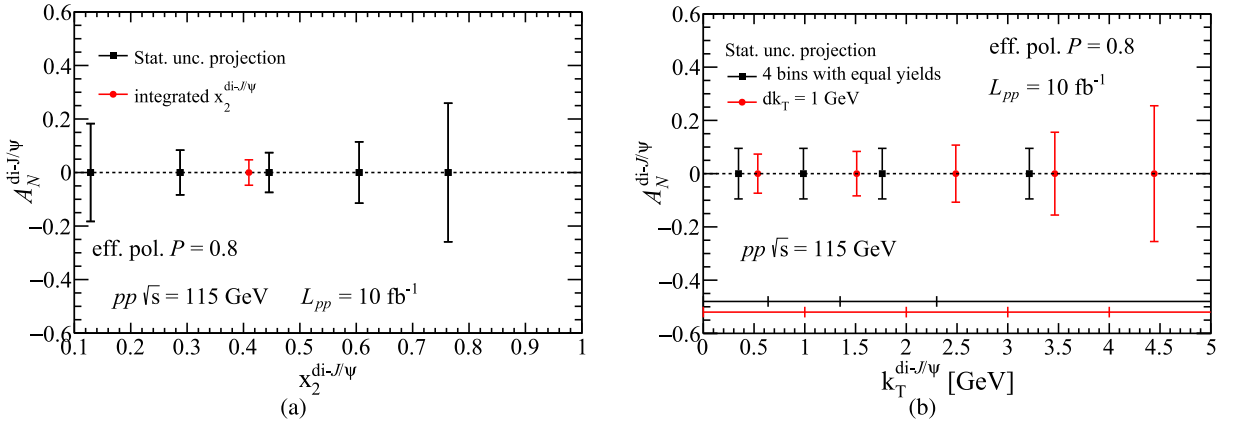 0.6
0.4
0.2
0
−0.2
−0.4
−0.6
A_N^{di-J/ψ}
Stat. unc. projection
integrated x_2^{di-J/ψ}
eff. pol. P = 0.8
pp √s = 115 GeV L_{pp} = 10 fb^{-1}
0.1 0.2 0.3 0.4 0.5 0.6 0.7 0.8 0.9 1
x_2^{di-J/ψ}
(a)
0.6
0.4
0.2
0
−0.2
−0.4
−0.6
A_N^{di-J/ψ}
Stat. unc. projection
4 bins with equal yields
dk_T = 1 GeV
eff. pol. P = 0.8
L_{pp} = 10 fb^{-1}
pp √s = 115 GeV
0 0.5 1 1.5 2 2.5 3 3.5 4 4.5 5
k_T^{di-J/ψ} [GeV]
(b)